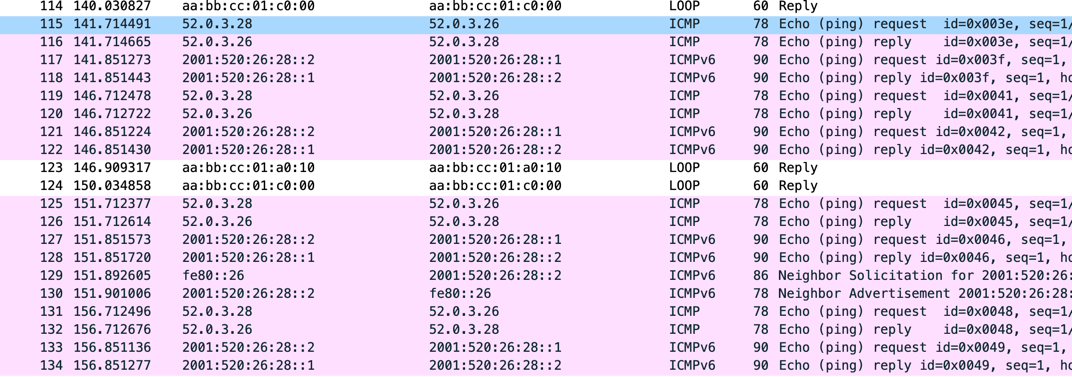 114 140.030827 aa:bb:cc:01:c0:00 aa:bb:cc:01:c0:00 LOOP 60 Reply
115 141.714491 52.0.3.28 52.0.3.26 ICMP 78 Echo (ping) request id=0x003e, seq=1/
116 141.714665 52.0.3.26 52.0.3.28 ICMP 78 Echo (ping) reply id=0x003e, seq=1/
117 141.851273 2001:520:26:28::2 2001:520:26:28::1 ICMPv6 90 Echo (ping) request id=0x003f, seq=1,
118 141.851443 2001:520:26:28::1 2001:520:26:28::2 ICMPv6 90 Echo (ping) reply id=0x003f, seq=1, ho
119 146.712478 52.0.3.28 52.0.3.26 ICMP 78 Echo (ping) request id=0x0041, seq=1/
120 146.712722 52.0.3.26 52.0.3.28 ICMP 78 Echo (ping) reply id=0x0041, seq=1/
121 146.851224 2001:520:26:28::2 2001:520:26:28::1 ICMPv6 90 Echo (ping) request id=0x0042, seq=1,
122 146.851430 2001:520:26:28::1 2001:520:26:28::2 ICMPv6 90 Echo (ping) reply id=0x0042, seq=1, ho
123 146.909317 aa:bb:cc:01:a0:10 aa:bb:cc:01:a0:10 LOOP 60 Reply
124 150.034858 aa:bb:cc:01:c0:00 aa:bb:cc:01:c0:00 LOOP 60 Reply
125 151.712377 52.0.3.28 52.0.3.26 ICMP 78 Echo (ping) request id=0x0045, seq=1/
126 151.712614 52.0.3.26 52.0.3.28 ICMP 78 Echo (ping) reply id=0x0045, seq=1/
127 151.851573 2001:520:26:28::2 2001:520:26:28::1 ICMPv6 90 Echo (ping) request id=0x0046, seq=1,
128 151.851720 2001:520:26:28::1 2001:520:26:28::2 ICMPv6 90 Echo (ping) reply id=0x0046, seq=1, ho
129 151.892605 fe80::26 2001:520:26:28::2 ICMPv6 86 Neighbor Solicitation for 2001:520:26:
130 151.901006 2001:520:26:28::2 fe80::26 ICMPv6 78 Neighbor Advertisement 2001:520:26:28:
131 156.712496 52.0.3.28 52.0.3.26 ICMP 78 Echo (ping) request id=0x0048, seq=1/
132 156.712676 52.0.3.26 52.0.3.28 ICMP 78 Echo (ping) reply id=0x0048, seq=1/
133 156.851136 2001:520:26:28::2 2001:520:26:28::1 ICMPv6 90 Echo (ping) request id=0x0049, seq=1,
134 156.851277 2001:520:26:28::1 2001:520:26:28::2 ICMPv6 90 Echo (ping) reply id=0x0049, seq=1, ho